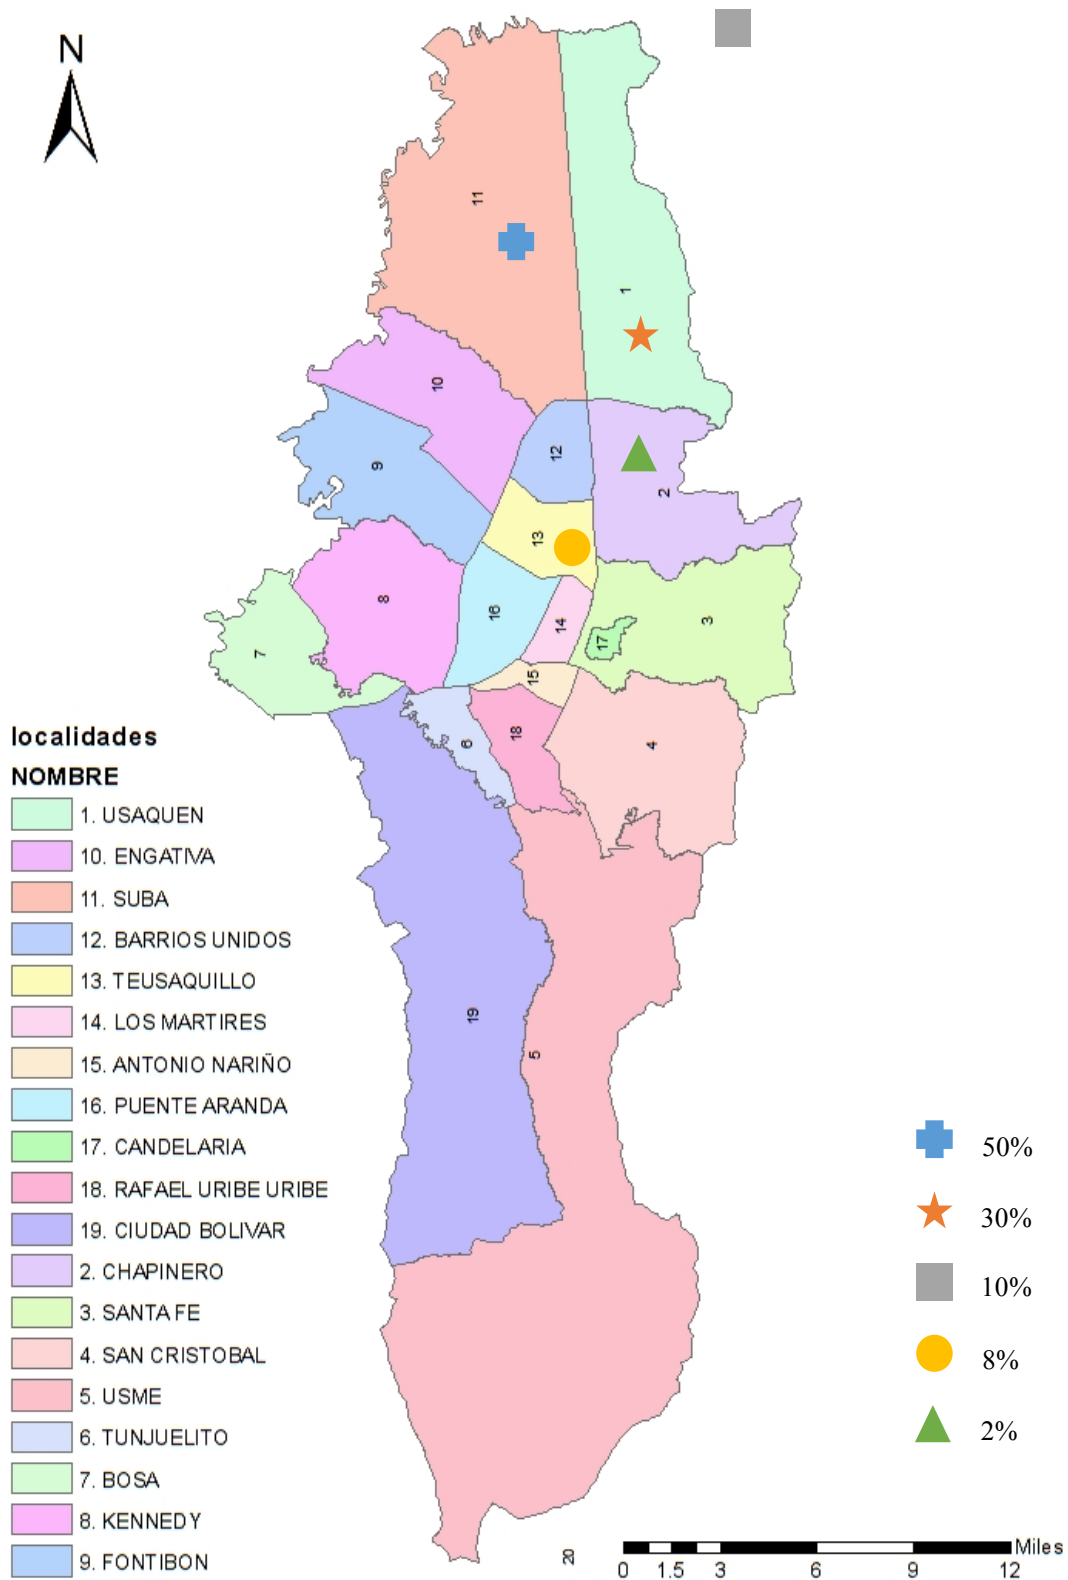 N
11
1
10
12
9
2
13
8
16
14
3
17
7
15
18
6
4
19
5
20
localidades
NOMBRE
1. USAQUEN
10. ENGATIVA
11. SUBA
12. BARRIOS UNIDOS
13. TEUSAQUILLO
14. LOS MARTIRES
15. ANTONIO NARIÑO
16. PUENTE ARANDA
17. CANDELARIA
18. RAFAEL URIBE URIBE
19. CIUDAD BOLIVAR
2. CHAPINERO
3. SANTA FE
4. SAN CRISTOBAL
5. USME
6. TUNJUELITO
7. BOSA
8. KENNEDY
9. FONTIBON
50%
30%
10%
8%
2%
Miles
0 1.5 3 6 9 12